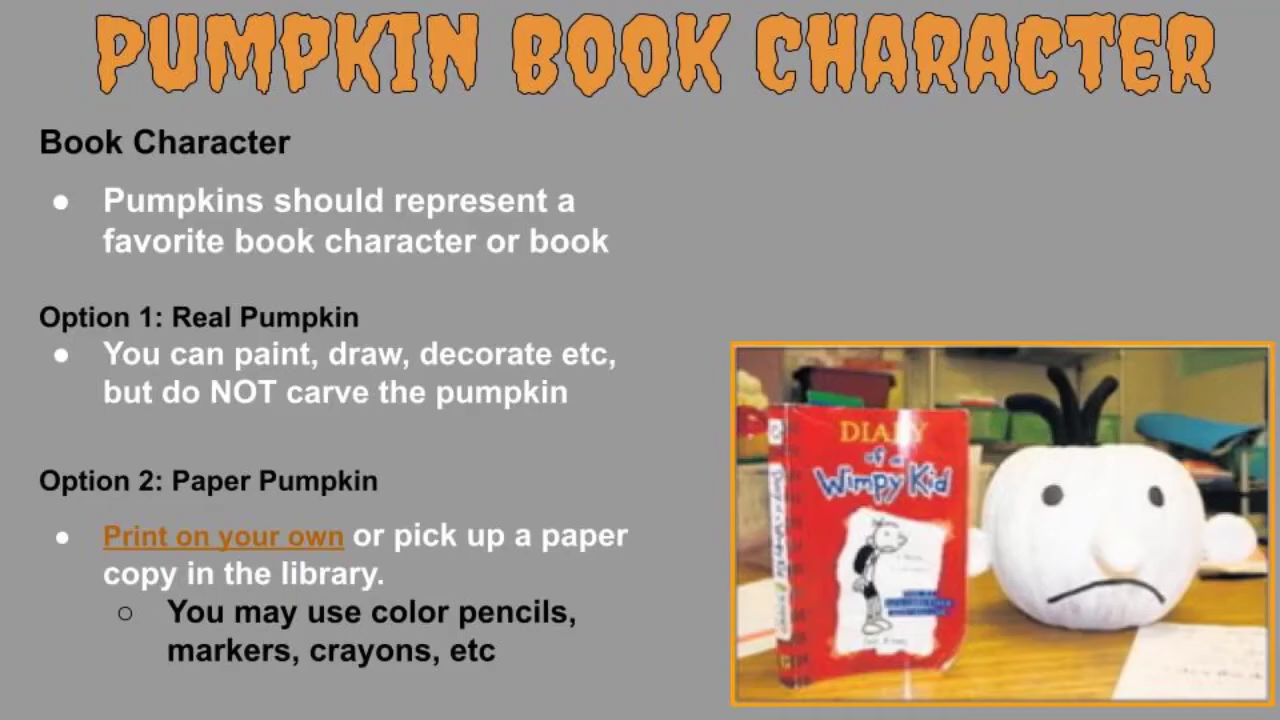 PUMPKIN BOOK CHARACTER
Book Character
● Pumpkins should represent a
favorite book character or book
Option 1: Real Pumpkin
● You can paint, draw, decorate etc,
but do NOT carve the pumpkin
Option 2: Paper Pumpkin
● Print on your own or pick up a paper
copy in the library.
○ You may use color pencils,
markers, crayons, etc
DIARY
of a
Wimpy Kid